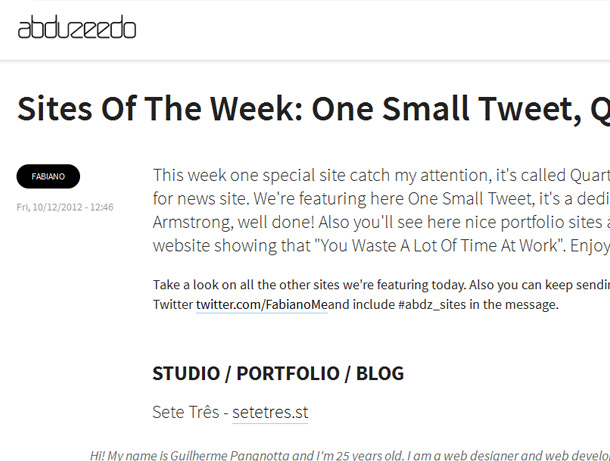 abduzeedo
Sites Of The Week: One Small Tweet, Q
FABIANO
Fri, 10/12/2012 - 12:46
This week one special site catch my attention, it's called Quart
for news site. We're featuring here One Small Tweet, it's a dedi
Armstrong, well done! Also you'll see here nice portfolio sites a
website showing that "You Waste A Lot Of Time At Work". Enjoy
Take a look on all the other sites we're featuring today. Also you can keep sendin
Twitter twitter.com/FabianoMeand include #abdz_sites in the message.
STUDIO / PORTFOLIO / BLOG
Sete Três - setetres.st
Hi! My name is Guilherme Pananotta and I'm 25 years old. I am a web designer and web develo